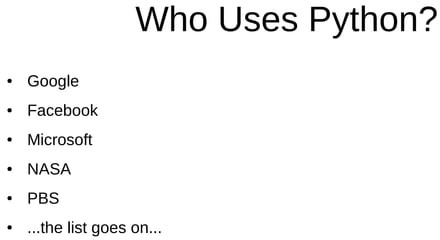 Who Uses Python?
• Google
• Facebook
• Microsoft
• NASA
• PBS
• ...the list goes on...